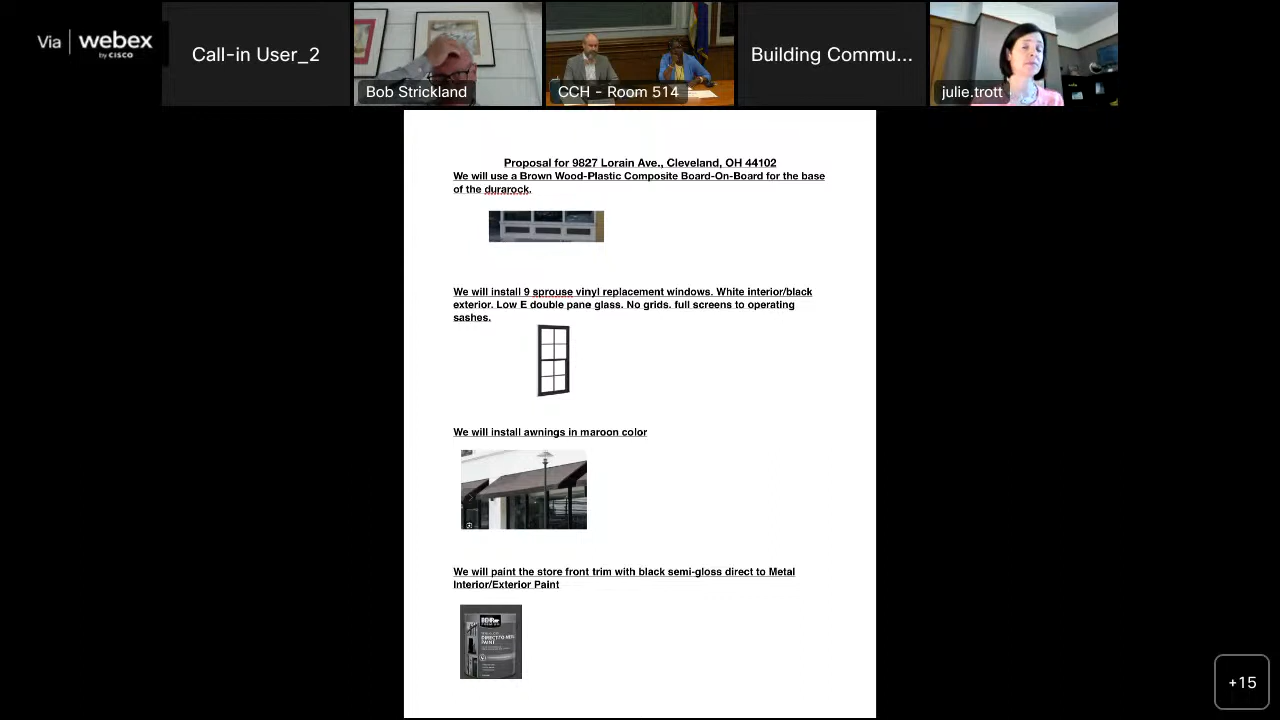 Via webex
by CISCO
Call-in User_2
Bob Strickland
CCH - Room 514
Building Commu...
julie.trott
Proposal for 9827 Lorain Ave., Cleveland, OH 44102
We will use a Brown Wood-Plastic Composite Board-On-Board for the base
of the durarock.
We will install 9 sprouse vinyl replacement windows. White interior/black
exterior. Low E double pane glass. No grids. full screens to operating
sashes.
We will install awnings in maroon color
We will paint the store front trim with black semi-gloss direct to Metal
Interior/Exterior Paint
BEHR
PAINT
+15